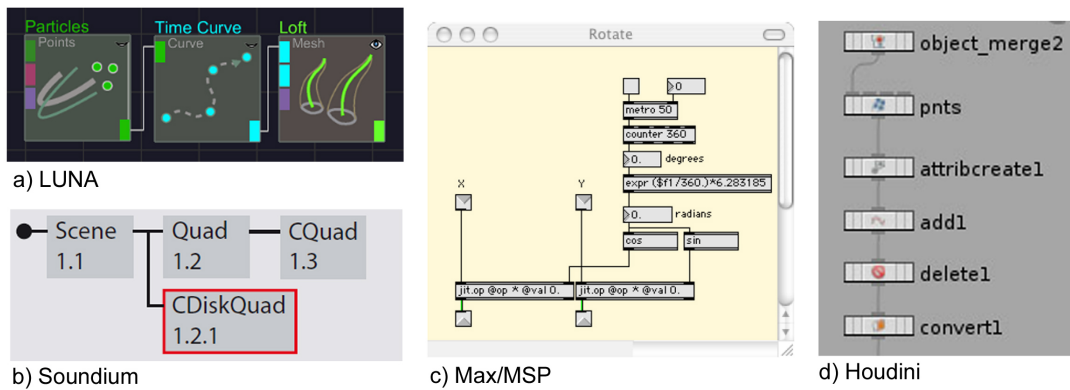 Particles Time Curve Loft
Points Curve Mesh
a) LUNA
Scene Quad CQuad
1.1 1.2 1.3
CDiskQuad
1.2.1
b) Soundium
Rotate
0
metro 50
counter 360
0. degrees
expr ($f1/360.)*6.283185
X Y
0. radians
cos sin
jit.op @op * @val 0. jit.op @op * @val 0.
c) Max/MSP
object_merge2
pnts
attribcreate1
add1
delete1
convert1
d) Houdini